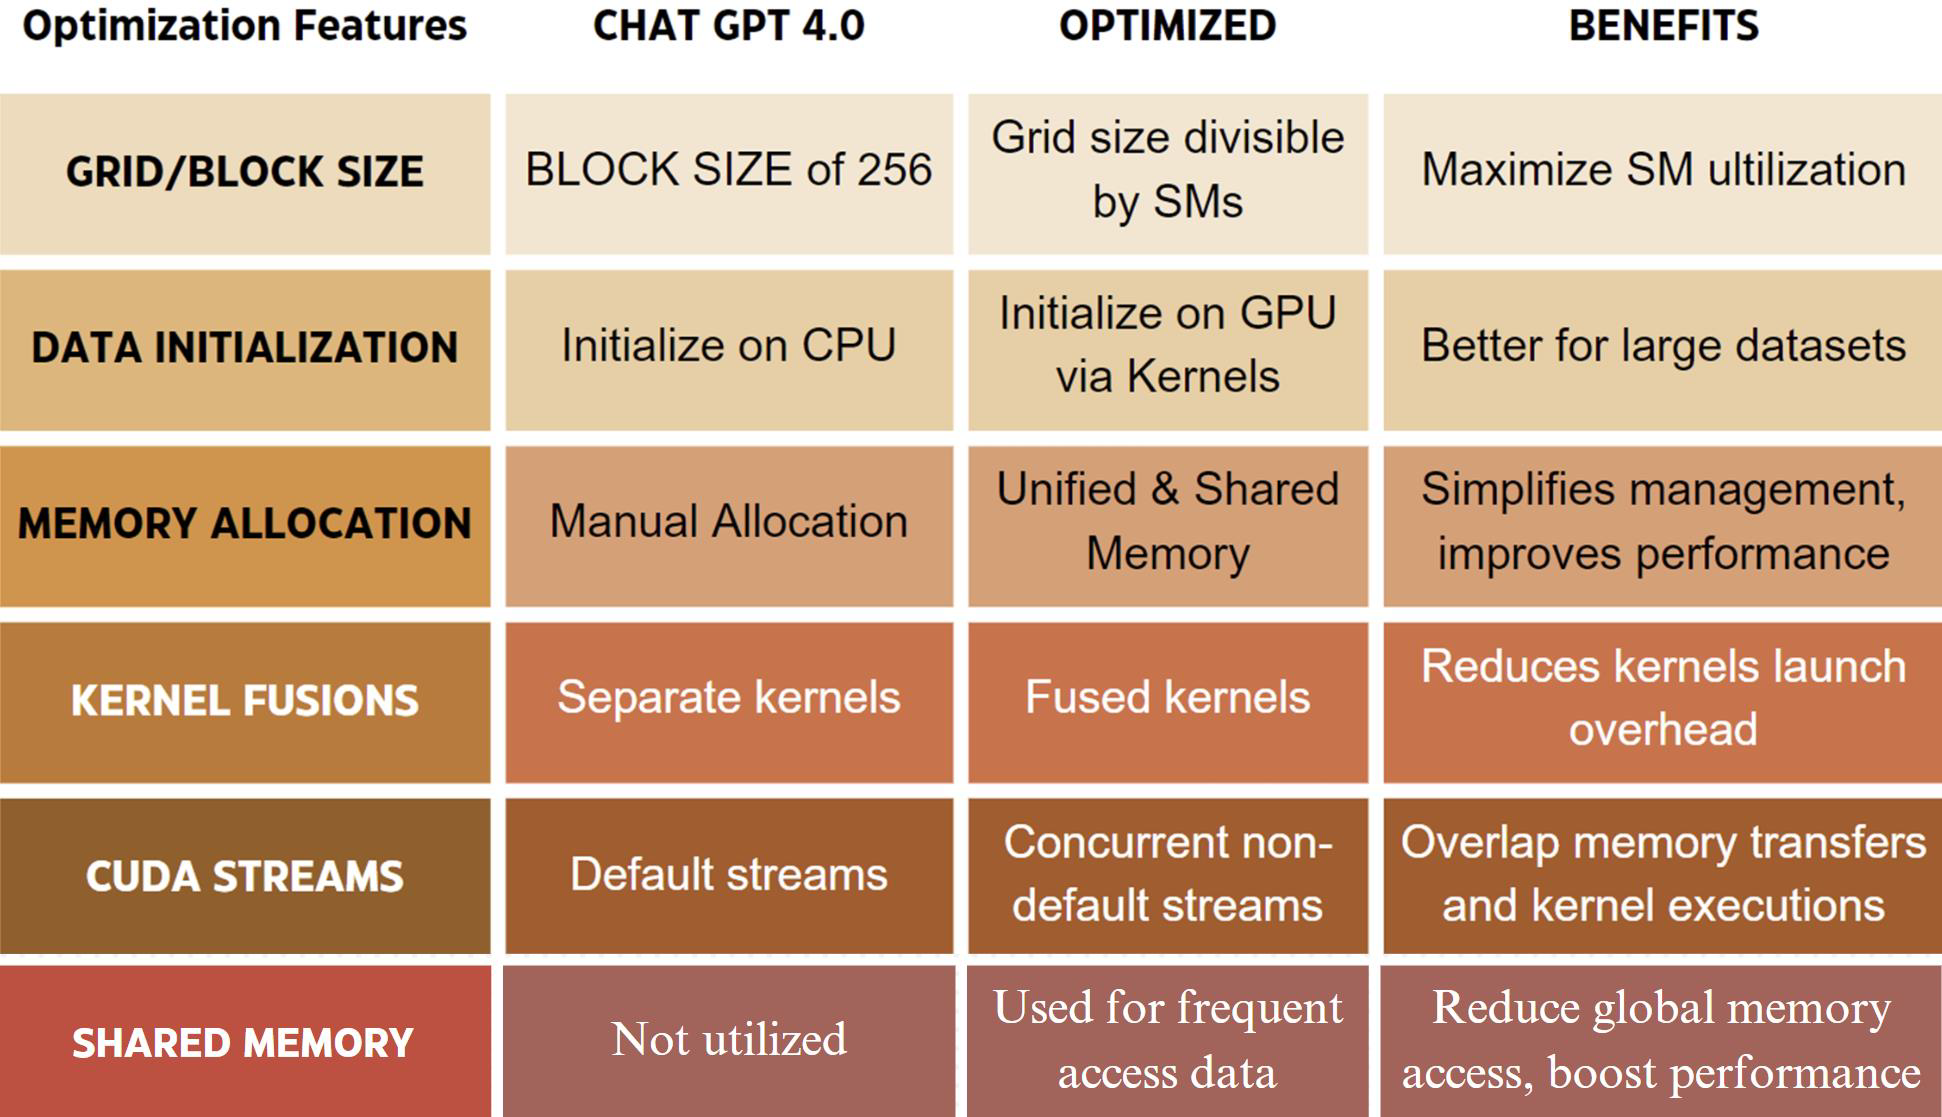 Optimization Features CHAT GPT 4.0 OPTIMIZED BENEFITS
GRID/BLOCK SIZE
BLOCK SIZE of 256
Grid size divisible
by SMs
Maximize SM ultilization
DATA INITIALIZATION
Initialize on CPU
Initialize on GPU
via Kernels
Better for large datasets
MEMORY ALLOCATION
Manual Allocation
Unified & Shared
Memory
Simplifies management,
improves performance
KERNEL FUSIONS
Separate kernels
Fused kernels
Reduces kernels launch
overhead
CUDA STREAMS
Default streams
Concurrent non-
default streams
Overlap memory transfers
and kernel executions
SHARED MEMORY
Not utilized
Used for frequent
access data
Reduce global memory
access, boost performance